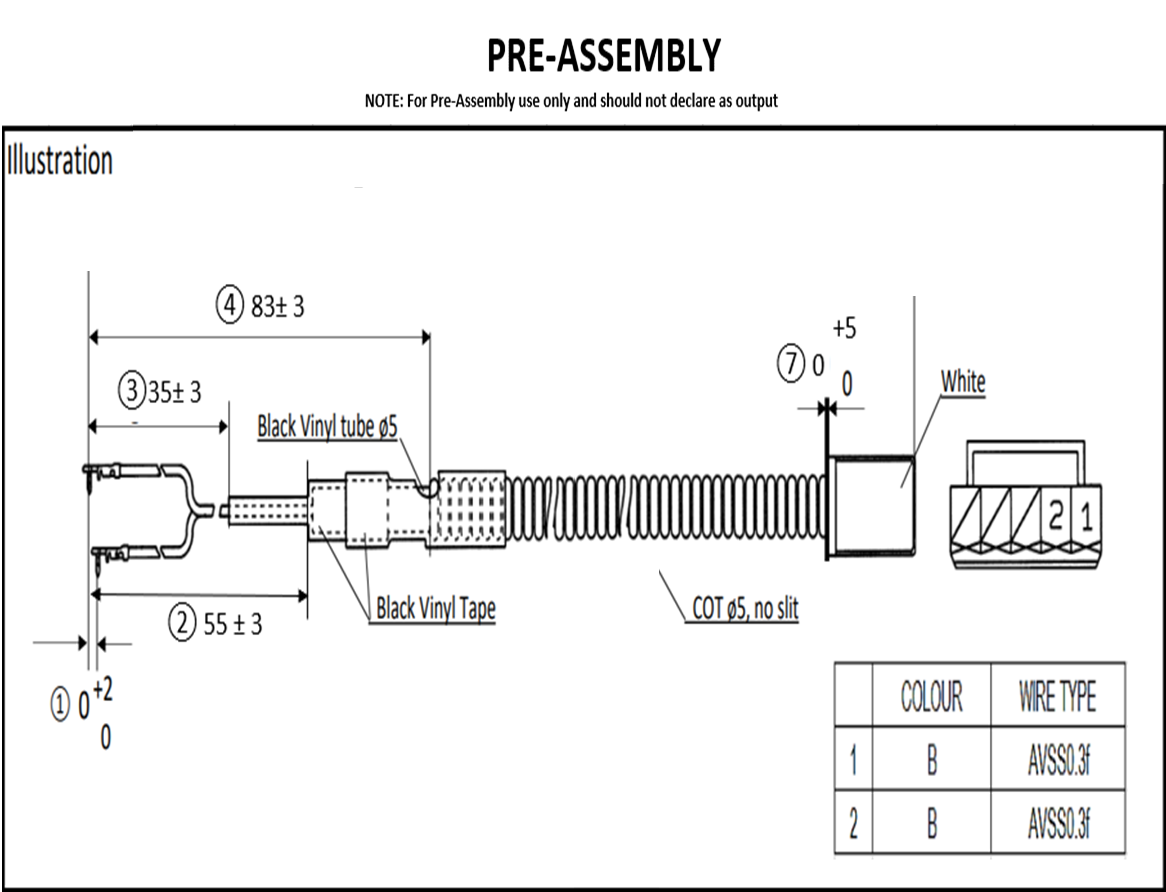 PRE-ASSEMBLY
NOTE: For Pre-Assembly use only and should not declare as output
Illustration
④ 83± 3
③ 35± 3
Black Vinyl tube ø5
+5
⑦ 0
0
White
2 1
② 55 ± 3
Black Vinyl Tape
COT ø5, no slit
① 0 +2
0
COLOUR WIRE TYPE
1 B AVSS0.3f
2 B AVSS0.3f